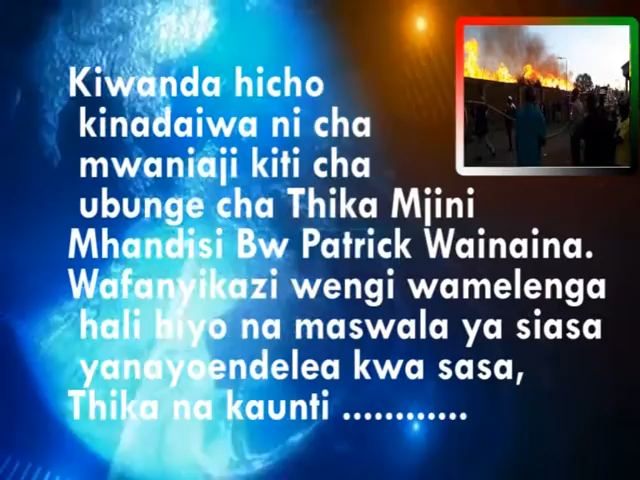 Kiwanda hicho
kinadaiwa ni cha
mwaniaji kiti cha
ubunge cha Thika Mjini
Mhandisi Bw Patrick Wainaina.
Wafanyikazi wengi wamelenga
hali hiyo na maswala ya siasa
yanayoendelea kwa sasa,
Thika na kaunti ............